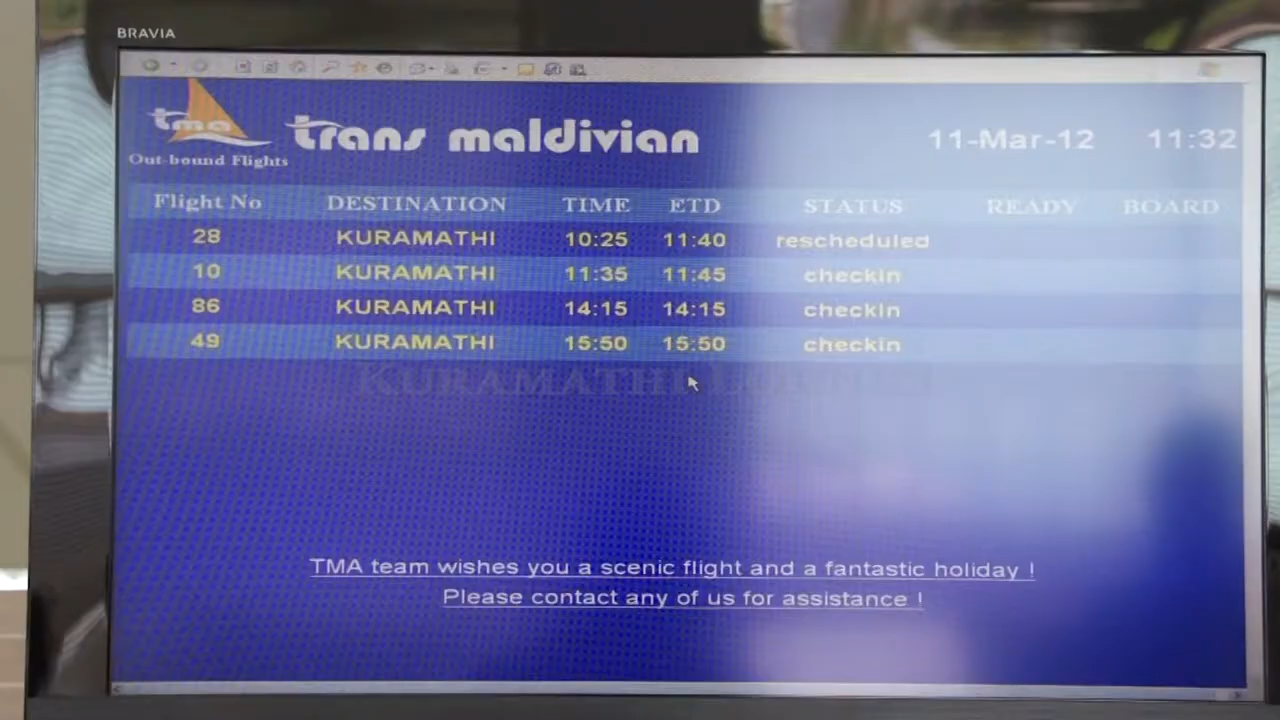 BRAVIA
tma
trans maldivian
11-Mar-12 11:32
Out-bound Flights
Flight No DESTINATION TIME ETD STATUS READY BOARD
28 KURAMATHI 10:25 11:40 rescheduled
10 KURAMATHI 11:35 11:45 checkin
86 KURAMATHI 14:15 14:15 checkin
49 KURAMATHI 15:50 15:50 checkin
KURAMATHI
TMA team wishes you a scenic flight and a fantastic holiday !
Please contact any of us for assistance !